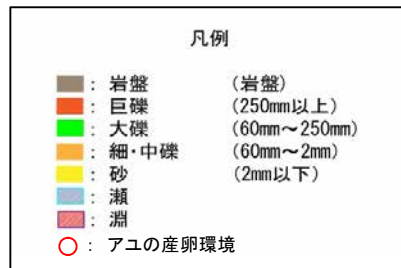 凡例
： 岩盤 (岩盤)
： 巨礫 (250mm以上)
： 大礫 (60mm～250mm)
： 細・中礫 (60mm～2mm)
： 砂 (2mm以下)
： 瀬
： 淵
： アユの産卵環境